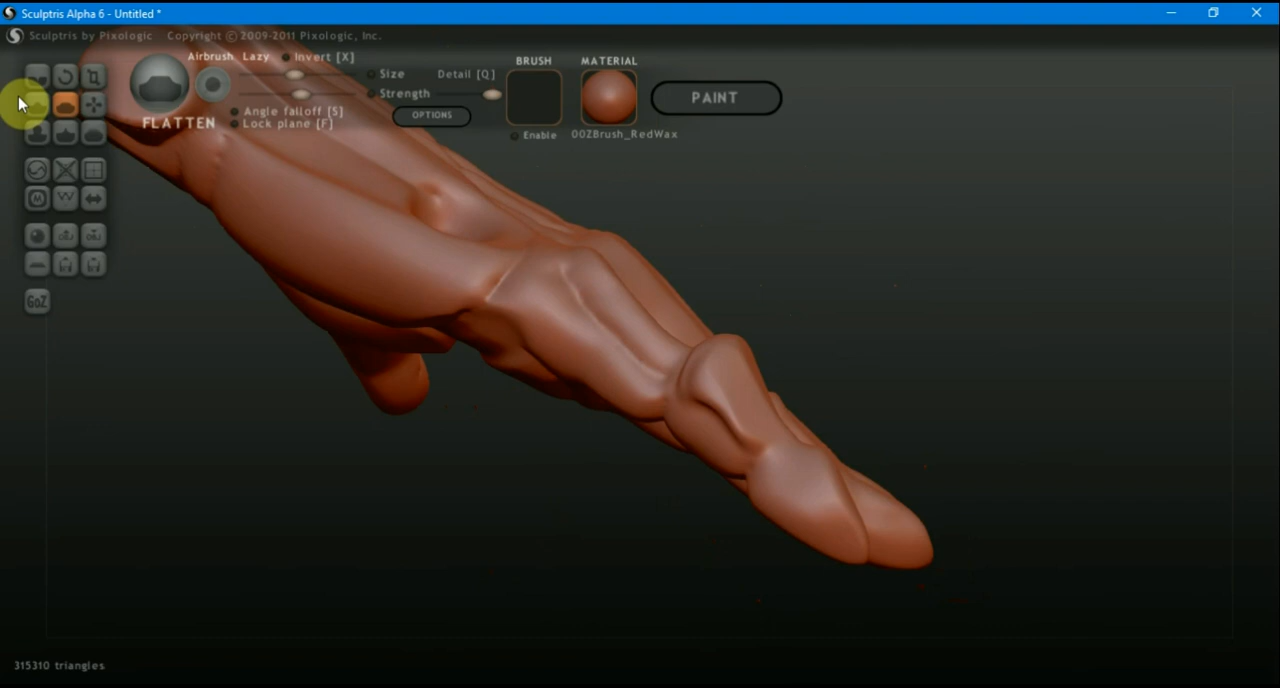 Sculptris Alpha 6 - Untitled *
Sculptris by Pixologic Copyright © 2009-2011 Pixologic, Inc.
Airbrush Lazy Invert [X]
Size Detail [Q]
Strength
Angle falloff [S]
Lock plane [F]
FLATTEN
OPTIONS
BRUSH
Enable
MATERIAL
00ZBrush_RedWax
PAINT
GoZ
315310 triangles